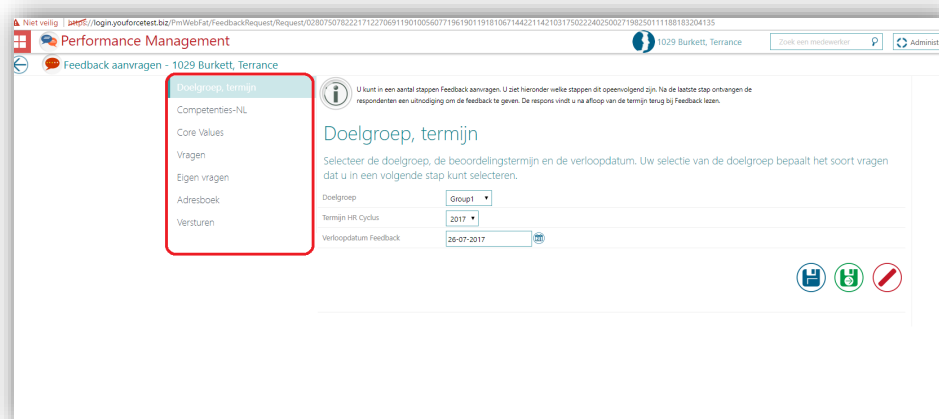 Niet veilig | https://login.youforcetest.biz/PmWebFat/FeedbackRequest/Request/
Performance Management
1029 Burkett, Terrance
Zoek een medewerker
Administ
Feedback aanvragen - 1029 Burkett, Terrance
Doelgroep, termijn
Competenties-NL
Core Values
Vragen
Eigen vragen
Adresboek
Versturen
U kunt in een aantal stappen Feedback aanvragen. U ziet hieronder welke stappen dit opeenvolgend zijn. Na de laatste stap ontvangen de
respondenten een uitnodiging om de feedback te geven. De respons vindt u na afloop van de termijn terug bij Feedback lezen.
Doelgroep, termijn
Selecteer de doelgroep, de beoordelingstermijn en de verloopdatum. Uw selectie van de doelgroep bepaalt het soort vragen
dat u in een volgende stap kunt selecteren.
Doelgroep
Group1
Termijn HR Cyclus
2017
Verloopdatum Feedback
26-07-2017